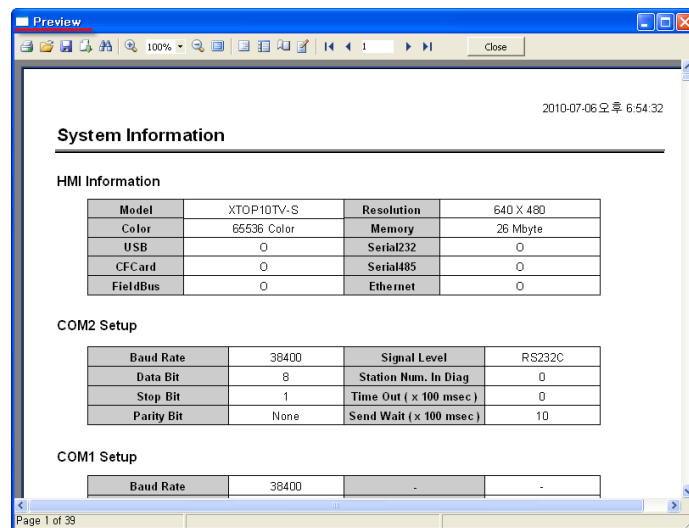 Preview
100% 1 Close
2010-07-06오후 6:54:32
System Information
HMI Information
Model XTOP10TV-S Resolution 640 X 480
Color 65536 Color Memory 26 Mbyte
USB O Serial232 O
CFCard O Serial485 O
FieldBus O Ethernet O
COM2 Setup
Baud Rate 38400 Signal Level RS232C
Data Bit 8 Station Num. In Diag 0
Stop Bit 1 Time Out ( x 100 msec ) 0
Parity Bit None Send Wait (x 100 msec) 10
COM1 Setup
Baud Rate 38400 - -
Page 1 of 39